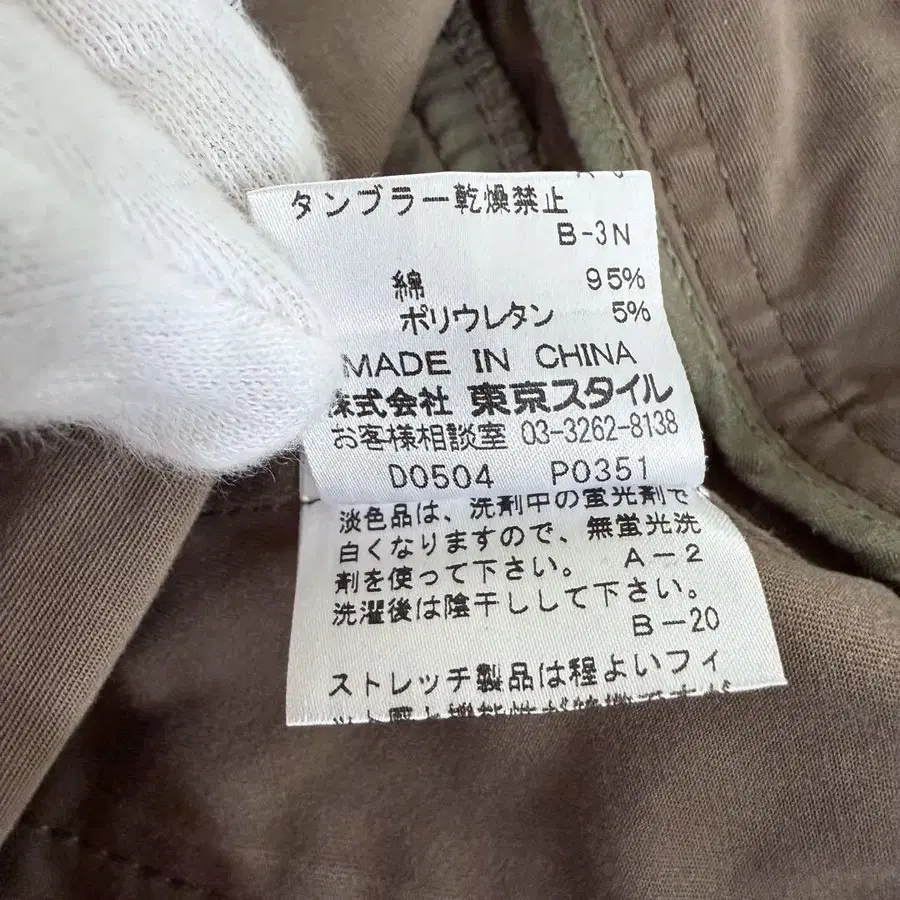 タンブラー乾燥禁止
B-3N
綿 95%
ポリウレタン 5%
MADE IN CHINA
株式会社 東京スタイル
お客様相談室 03-3262-8138
D0504 P0351
淡色品は、洗剤中の蛍光剤で
白くなりますので、無蛍光洗
剤を使って下さい。 A-2
洗濯後は陰干しして下さい。
B-20
ストレッチ製品は程よいフィ